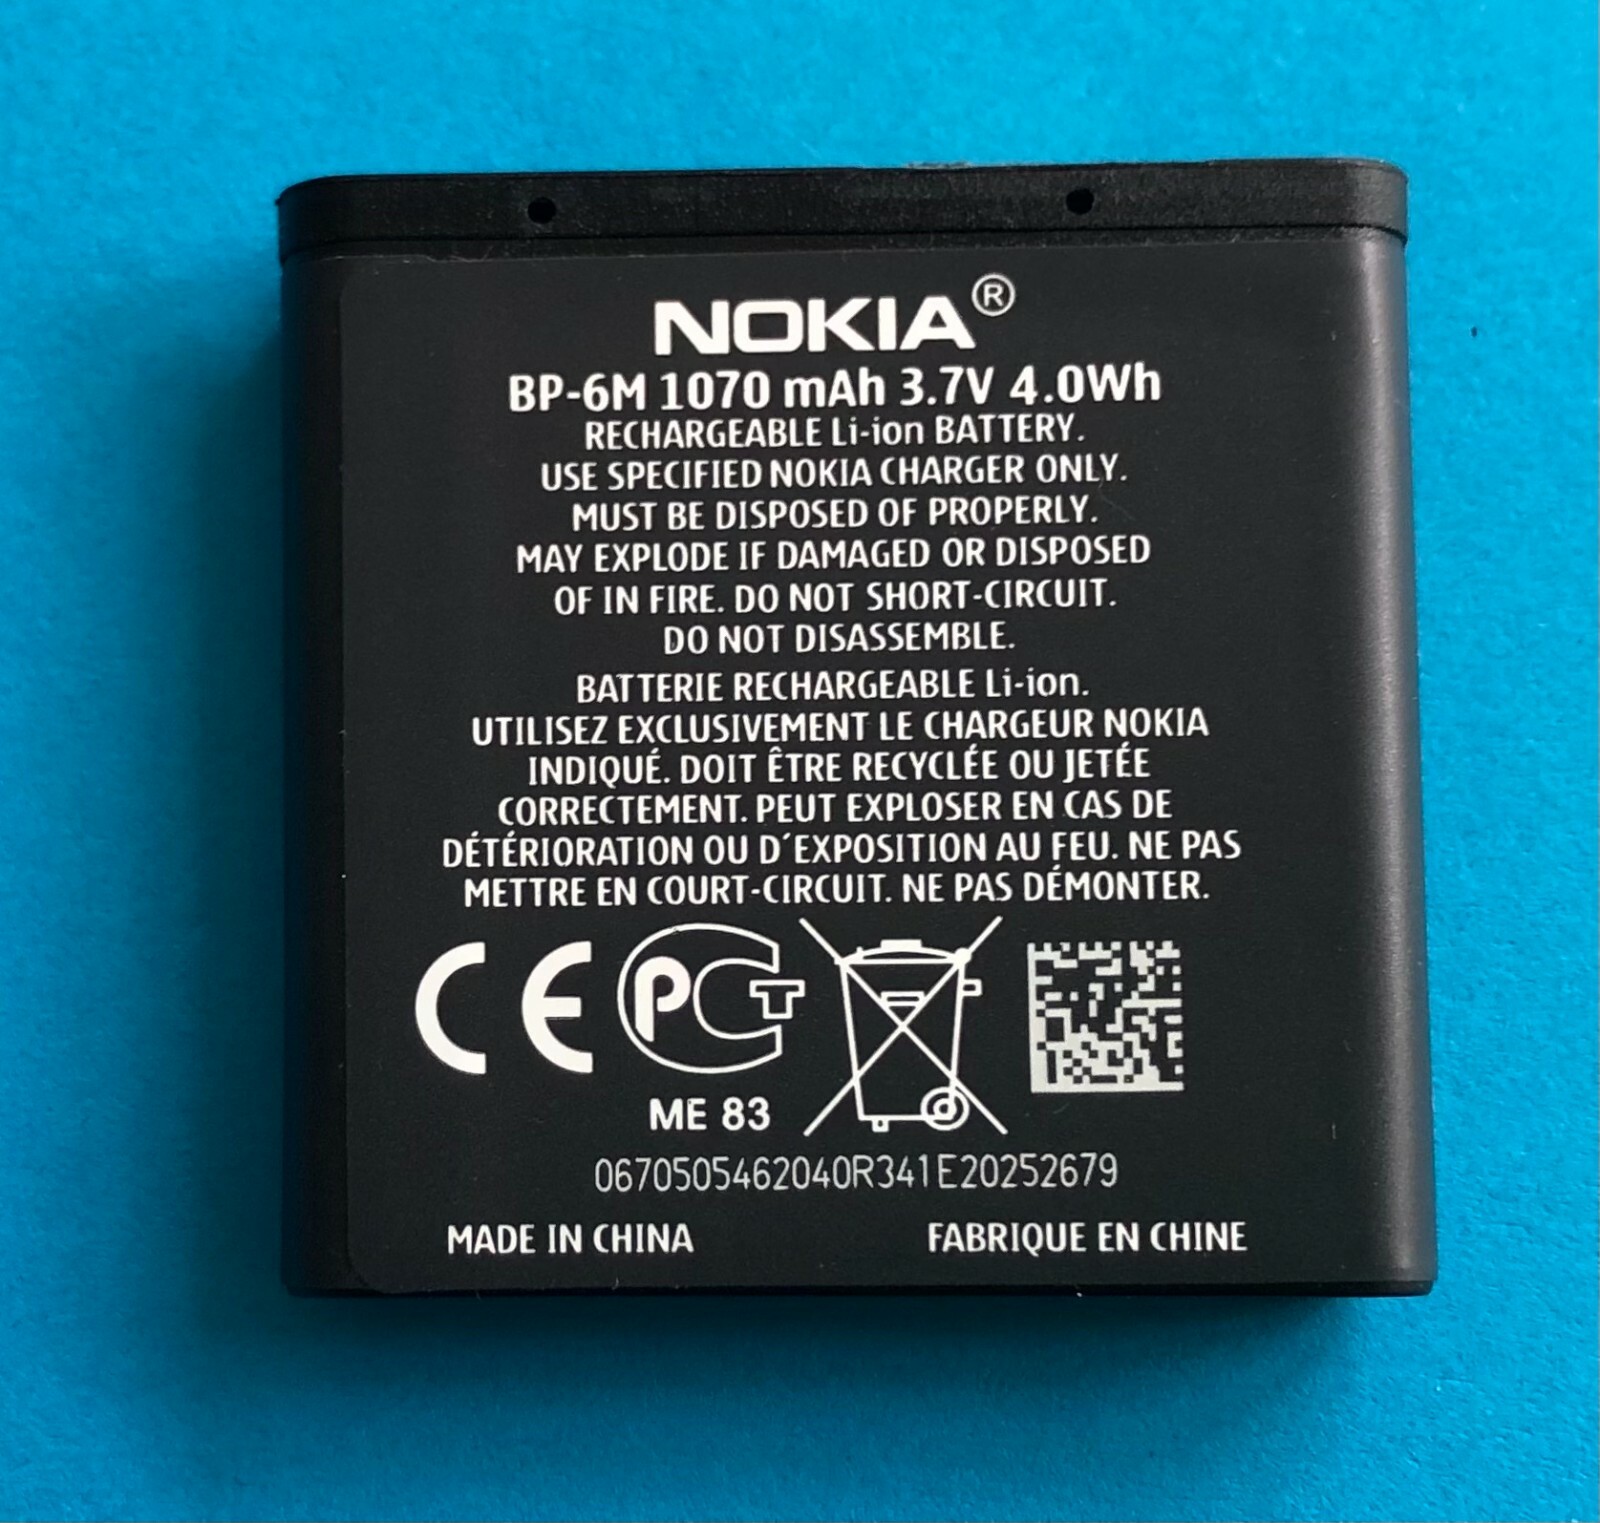 NOKIA®
BP-6M 1070 mAh 3.7V 4.0Wh
RECHARGEABLE Li-ion BATTERY.
USE SPECIFIED NOKIA CHARGER ONLY.
MUST BE DISPOSED OF PROPERLY.
MAY EXPLODE IF DAMAGED OR DISPOSED
OF IN FIRE. DO NOT SHORT-CIRCUIT.
DO NOT DISASSEMBLE.
BATTERIE RECHARGEABLE Li-ion.
UTILISEZ EXCLUSIVEMENT LE CHARGEUR NOKIA
INDIQUÉ. DOIT ÊTRE RECYCLÉE OU JETÉE
CORRECTEMENT. PEUT EXPLOSER EN CAS DE
DÉTÉRIORATION OU D´EXPOSITION AU FEU. NE PAS
METTRE EN COURT-CIRCUIT. NE PAS DÉMONTER.
CE PCT
ME 83
0670505462040R341E20252679
MADE IN CHINA FABRIQUE EN CHINE